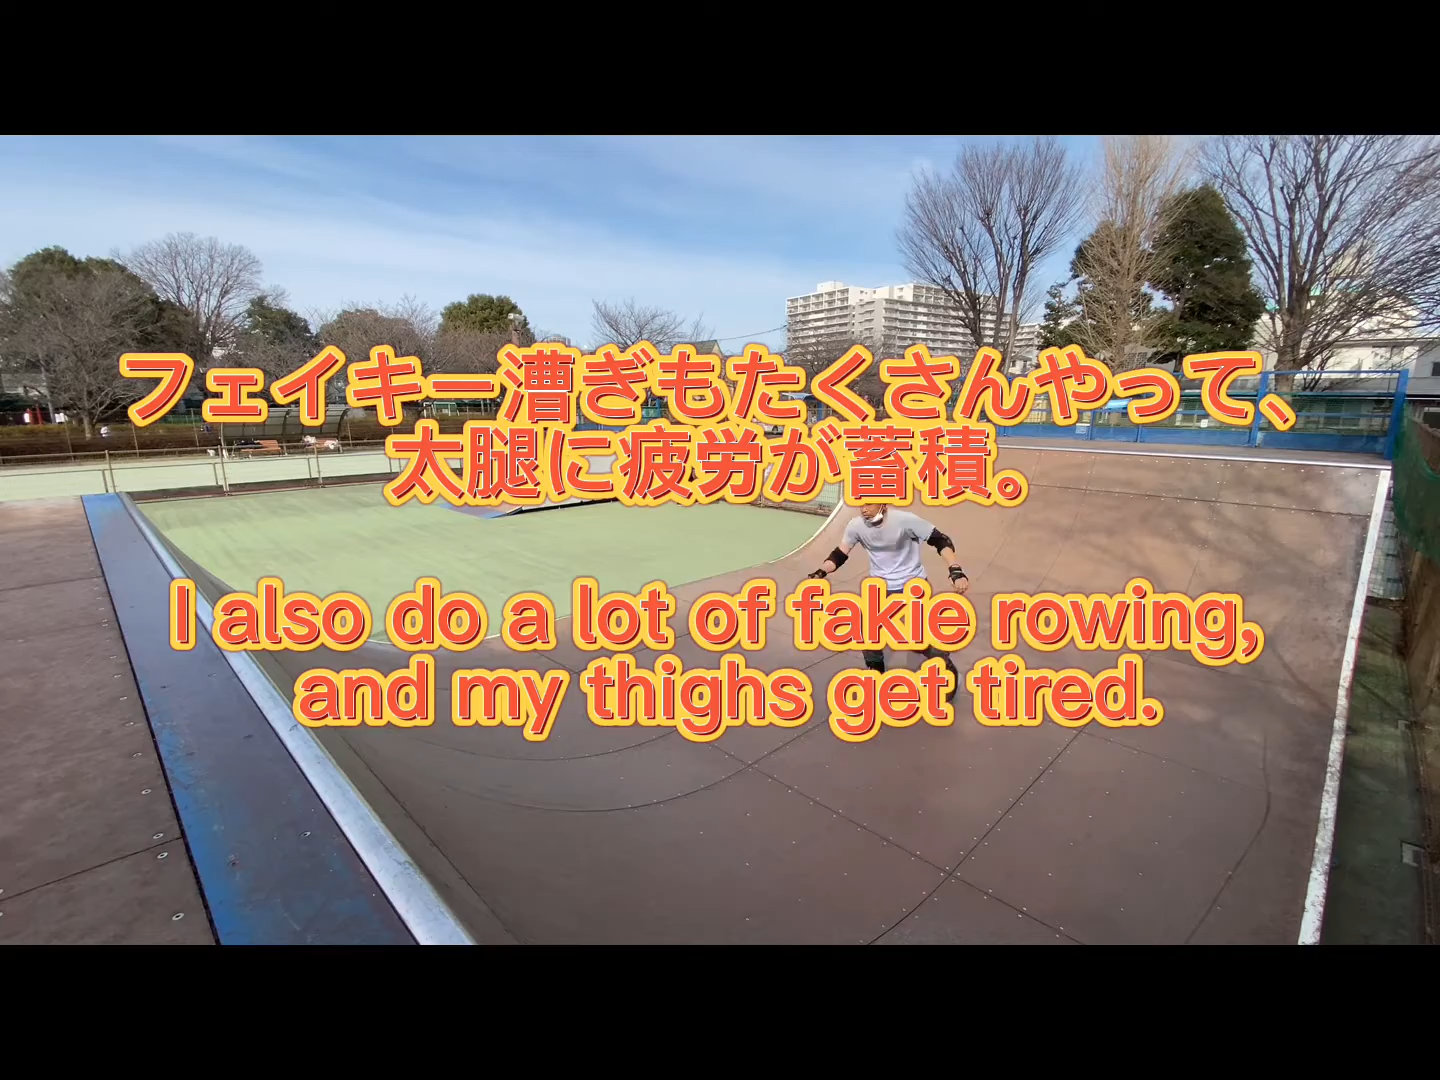 フェイキー漕ぎもたくさんやって、
太腿に疲労が蓄積。
I also do a lot of fakie rowing,
and my thighs get tired.